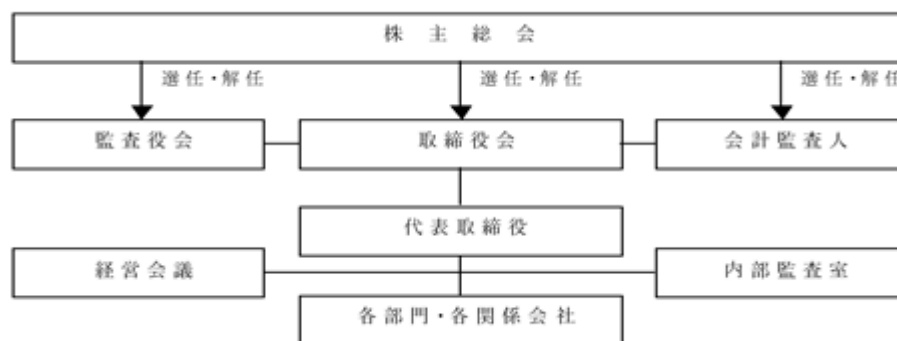 株主総会
選任・解任 選任・解任 選任・解任
監査役会 取締役会 会計監査人
代表取締役
経営会議 内部監査室
各部門・各関係会社